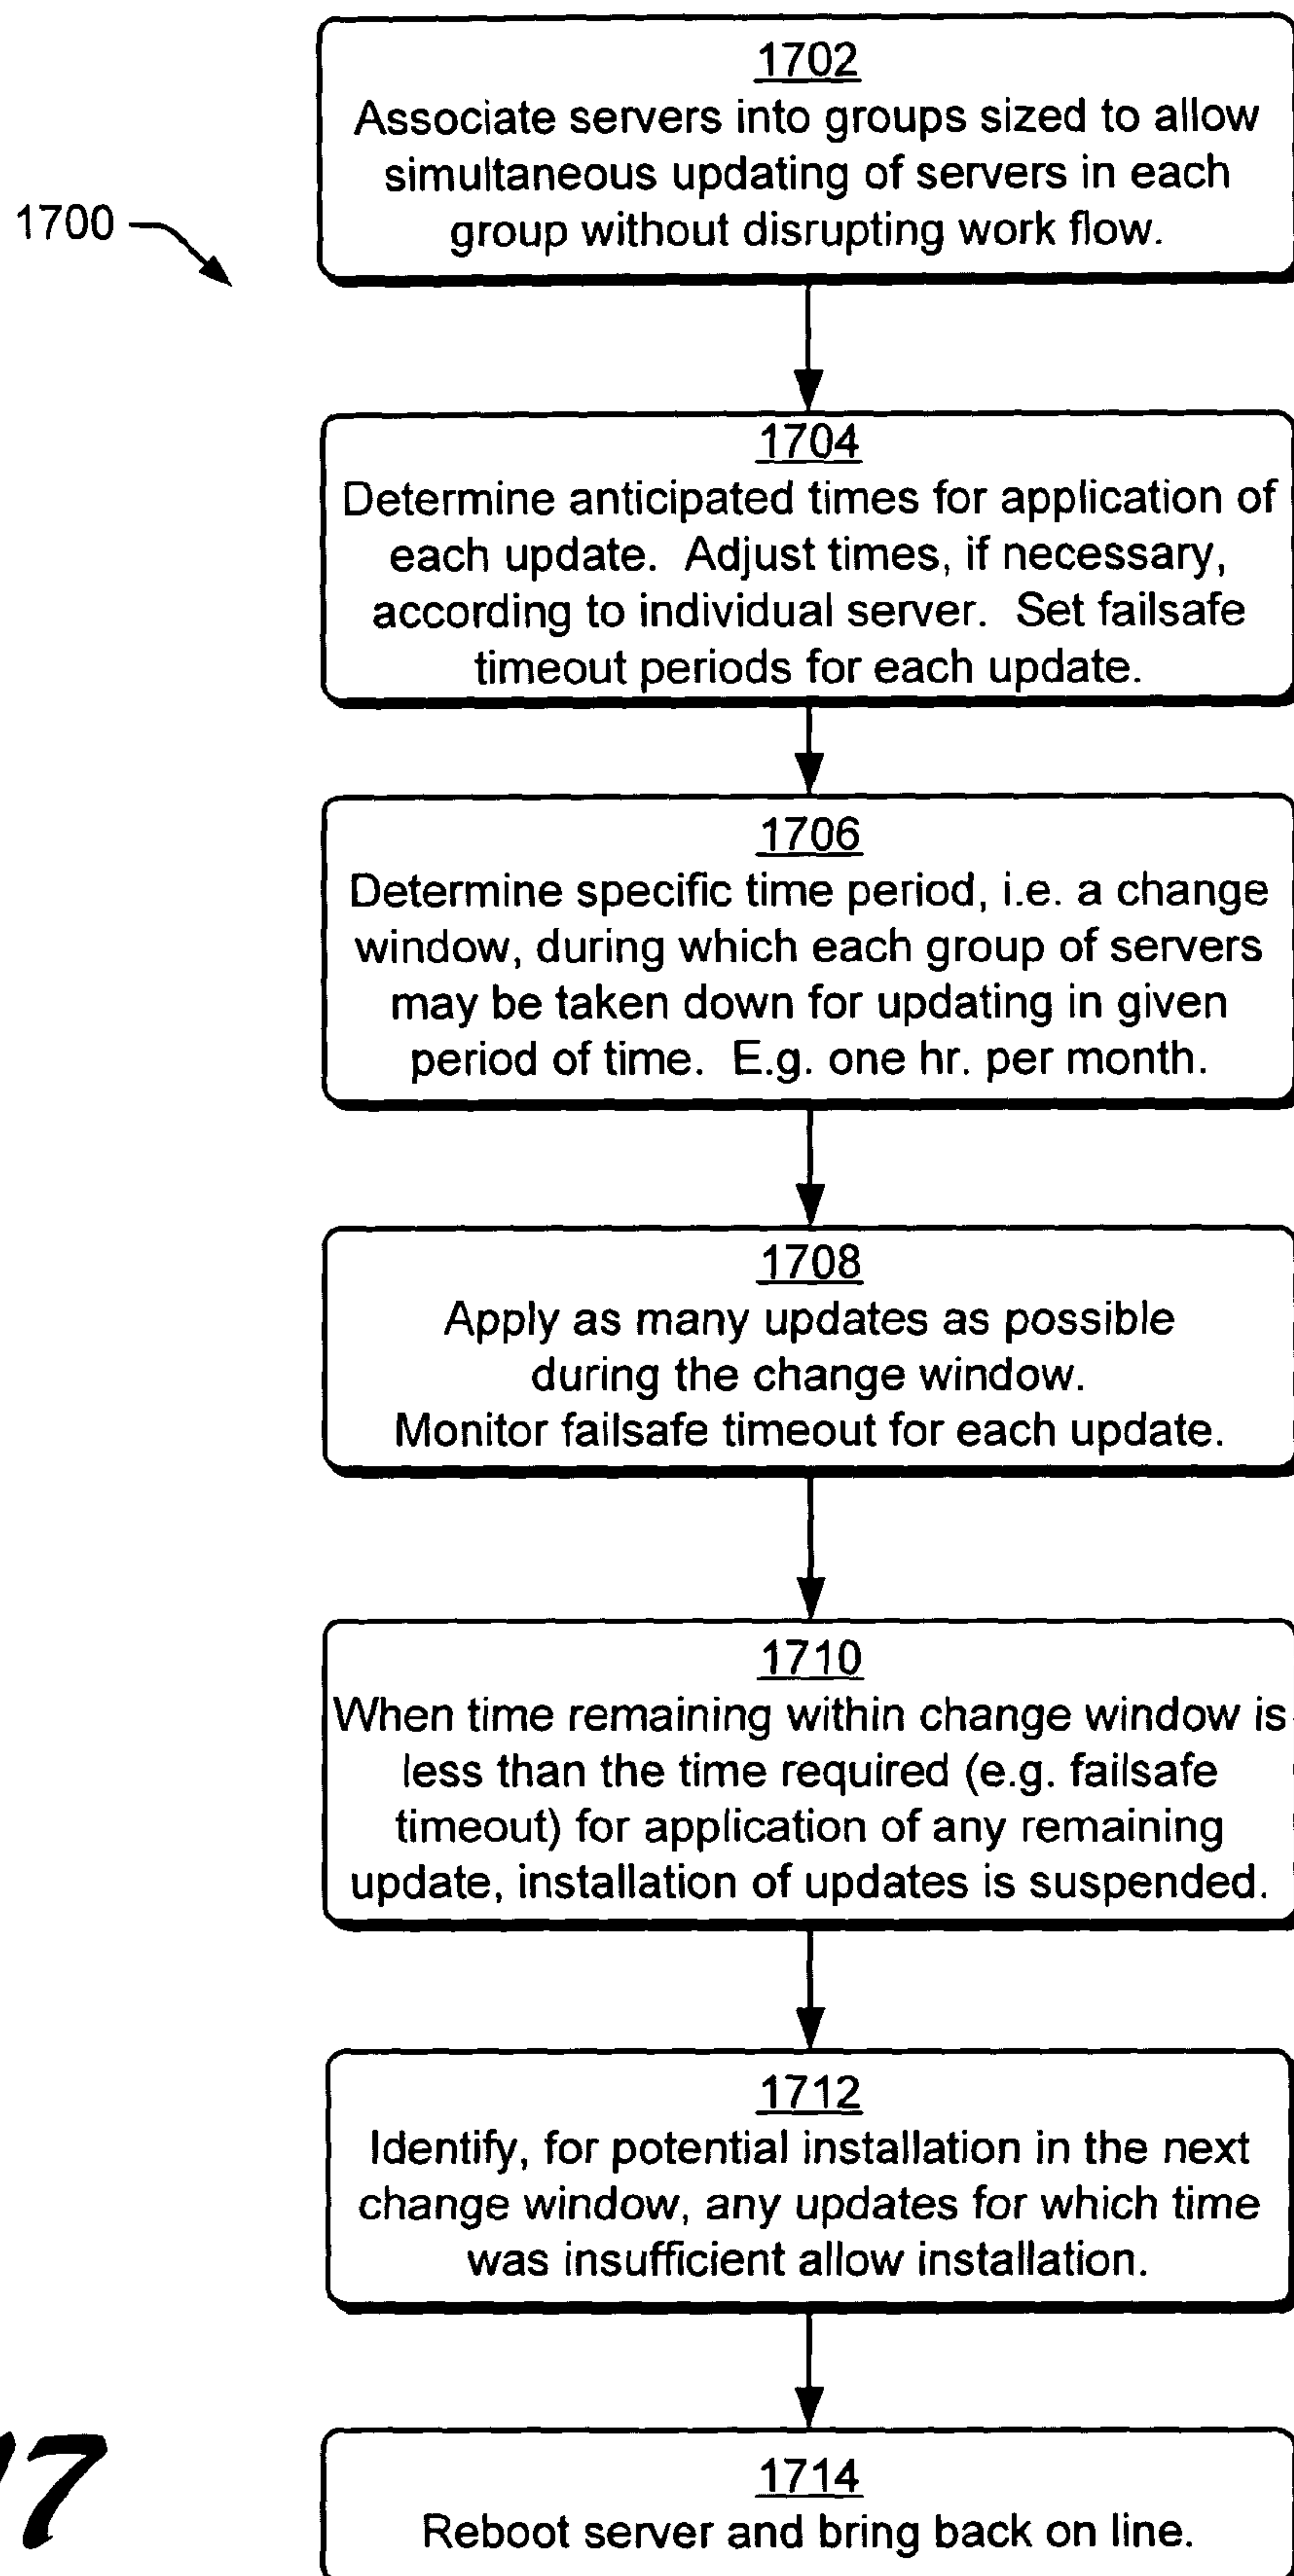 1700
1702
Associate servers into groups sized to allow
simultaneous updating of servers in each
group without disrupting work flow.
1704
Determine anticipated times for application of
each update.  Adjust times, if necessary,
according to individual server.  Set failsafe
timeout periods for each update.
1706
Determine specific time period, i.e. a change
window, during which each group of servers
may be taken down for updating in given
period of time.  E.g. one hr. per month.
1708
Apply as many updates as possible
during the change window.
Monitor failsafe timeout for each update.
1710
When time remaining within change window is
less than the time required (e.g. failsafe
timeout) for application of any remaining
update, installation of updates is suspended.
1712
Identify, for potential installation in the next
change window, any updates for which time
was insufficient allow installation.
1714
Reboot server and bring back on line.